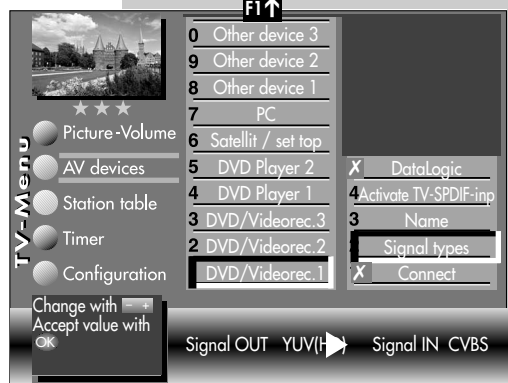 F1↑
TV-Menu
Picture-Volume
AV devices
Station table
Timer
Configuration
0 Other device 3
9 Other device 2
8 Other device 1
7 PC
6 Satellit / set top
5 DVD Player 2
4 DVD Player 1
3 DVD/Videorec.3
2 DVD/Videorec.2
DVD/Videorec.1
✗ DataLogic
4 Activate TV-SPDIF-inp
3 Name
Signal types
✗ Connect
Change with - +
Accept value with
OK
Signal OUT YUV(H Signal IN CVBS